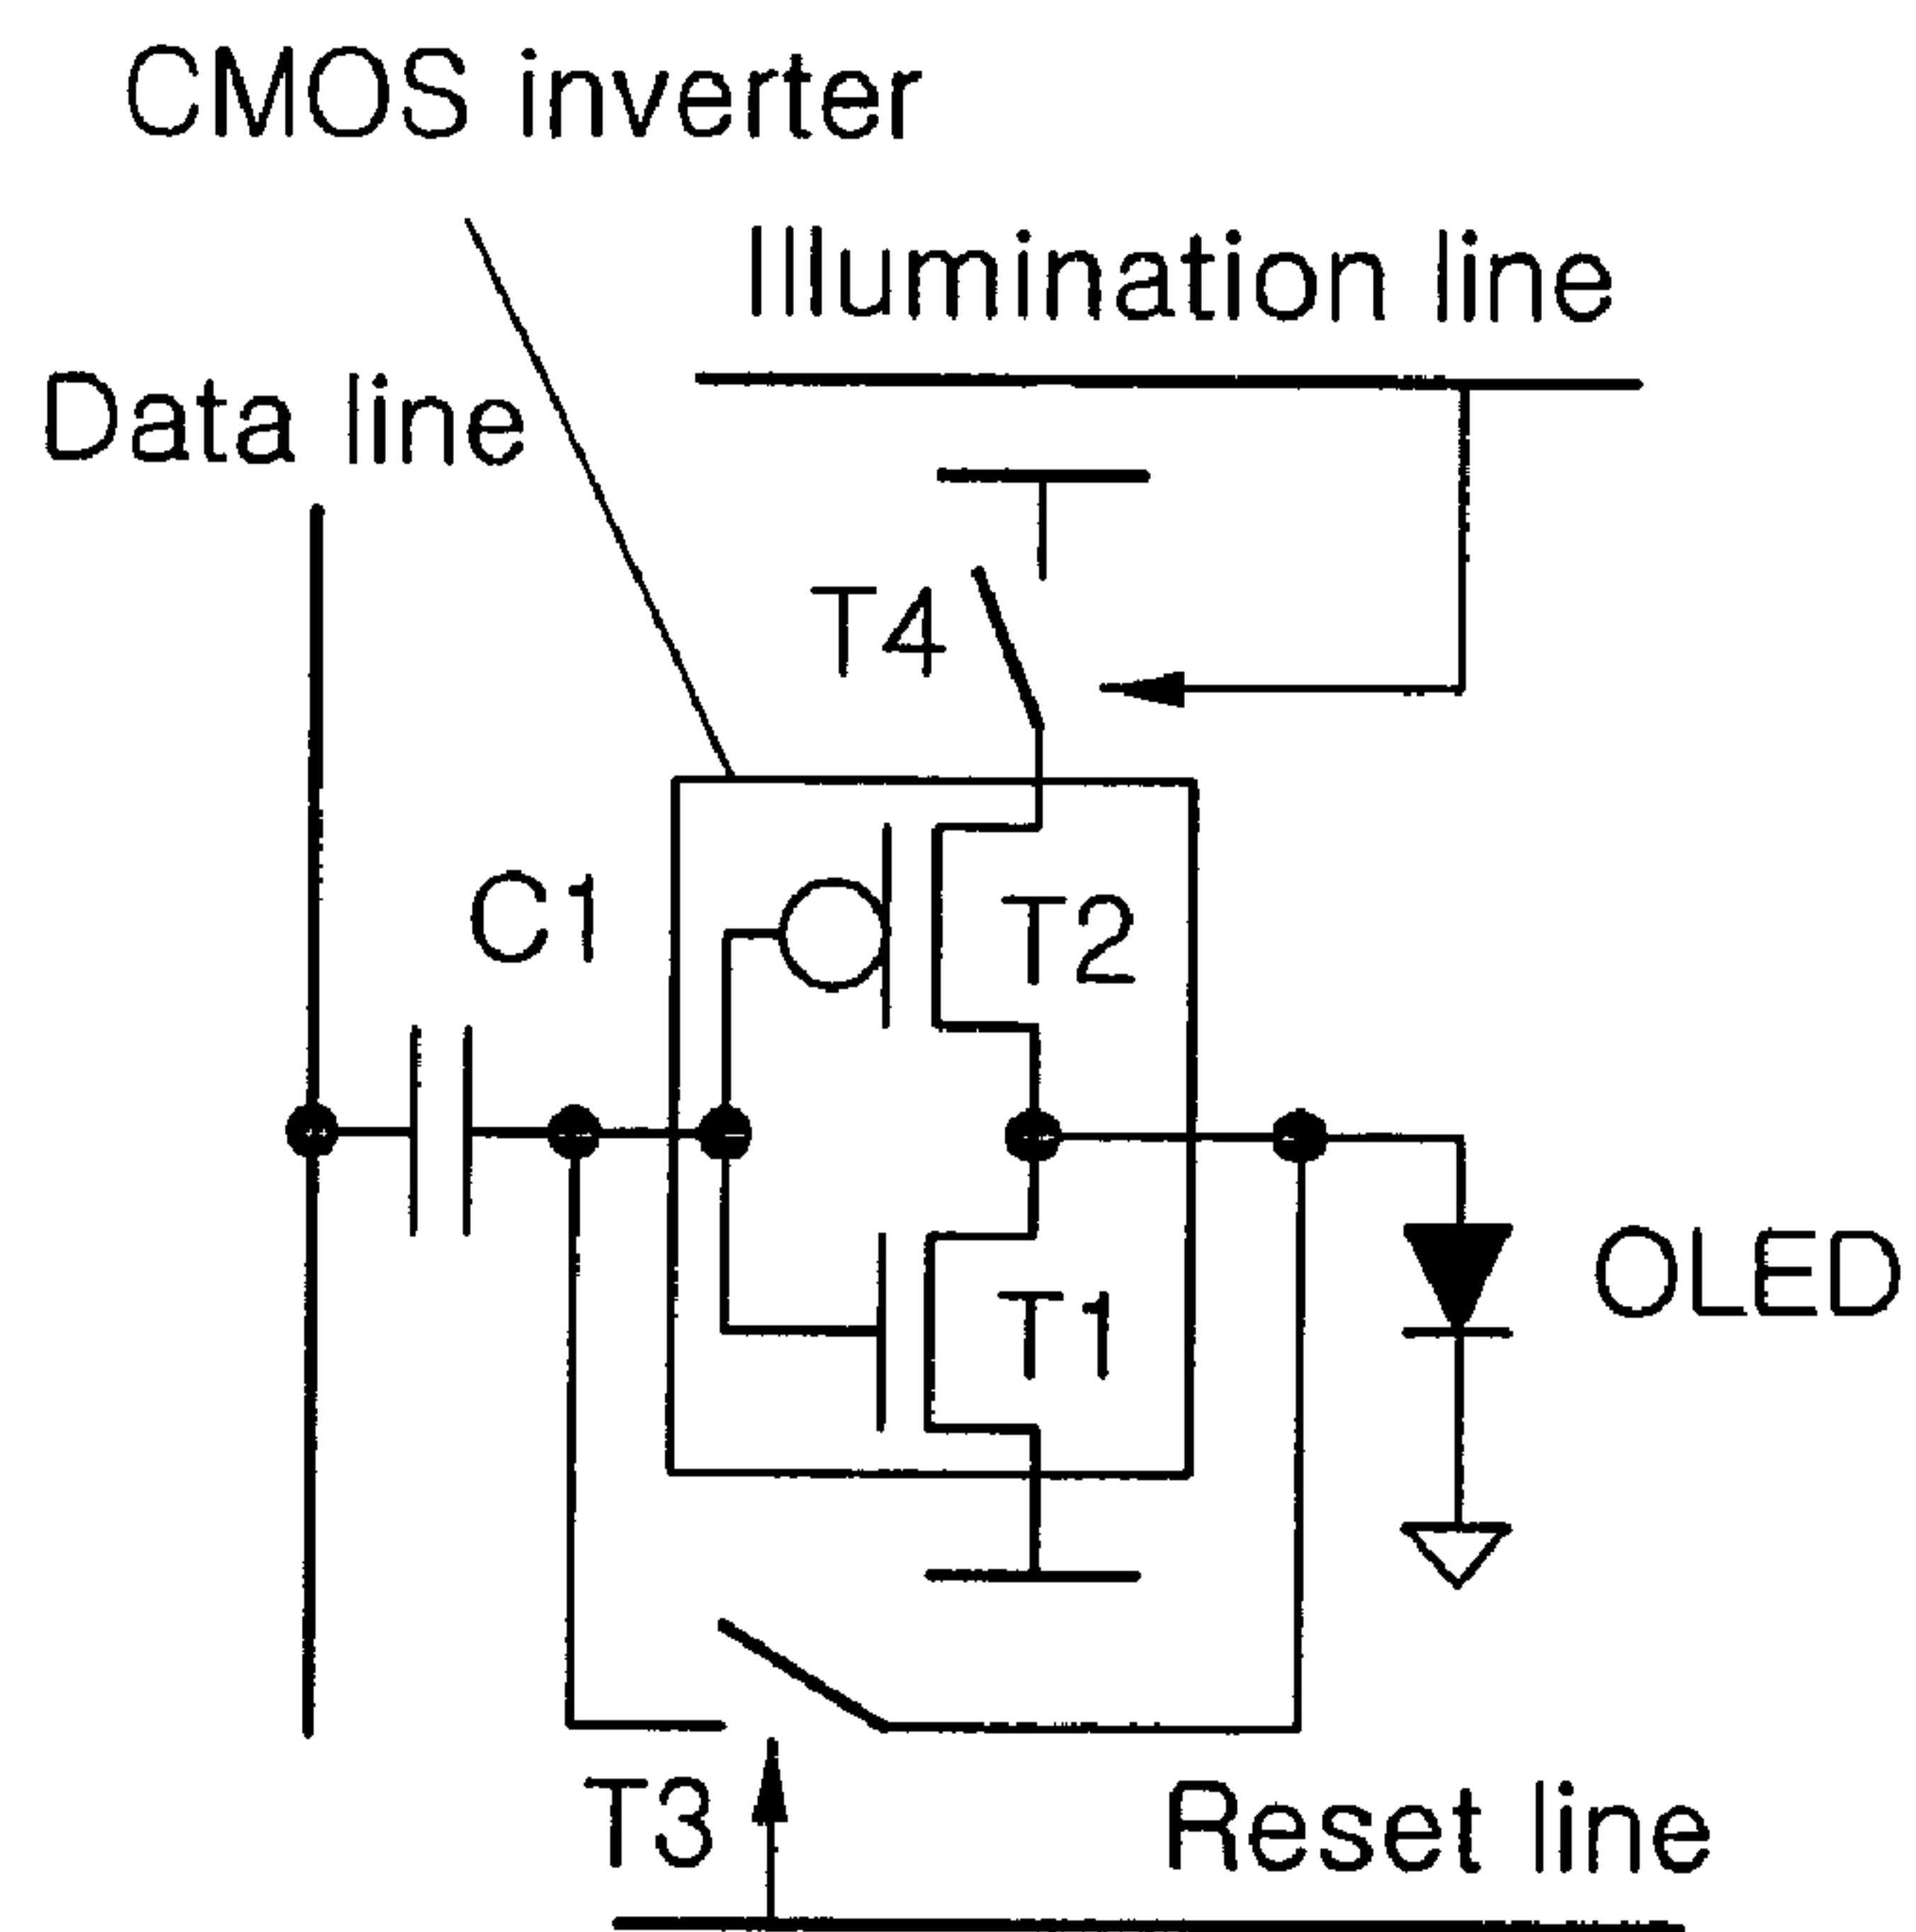 CMOS inverter
Illumination line
Data line
T4
C1
T2
T1
OLED
T3
Reset line